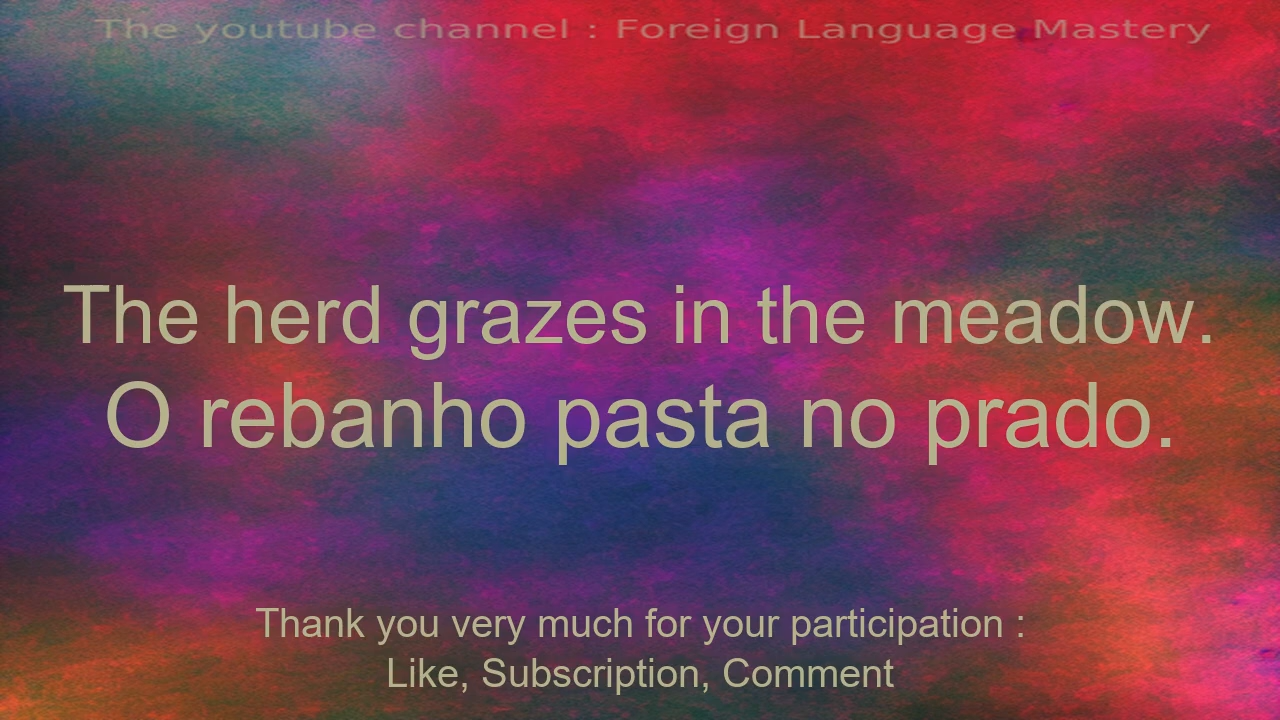 The youtube channel : Foreign Language Mastery
The herd grazes in the meadow.
O rebanho pasta no prado.
Thank you very much for your participation :
Like, Subscription, Comment